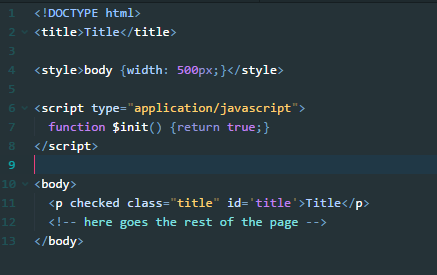 1 <!DOCTYPE html>
2 <title>Title</title>
3
4 <style>body {width: 500px;}</style>
5
6 <script type="application/javascript">
7   function $init() {return true;}
8 </script>
9
10 <body>
11   <p checked class="title" id='title'>Title</p>
12   <!-- here goes the rest of the page -->
13 </body>